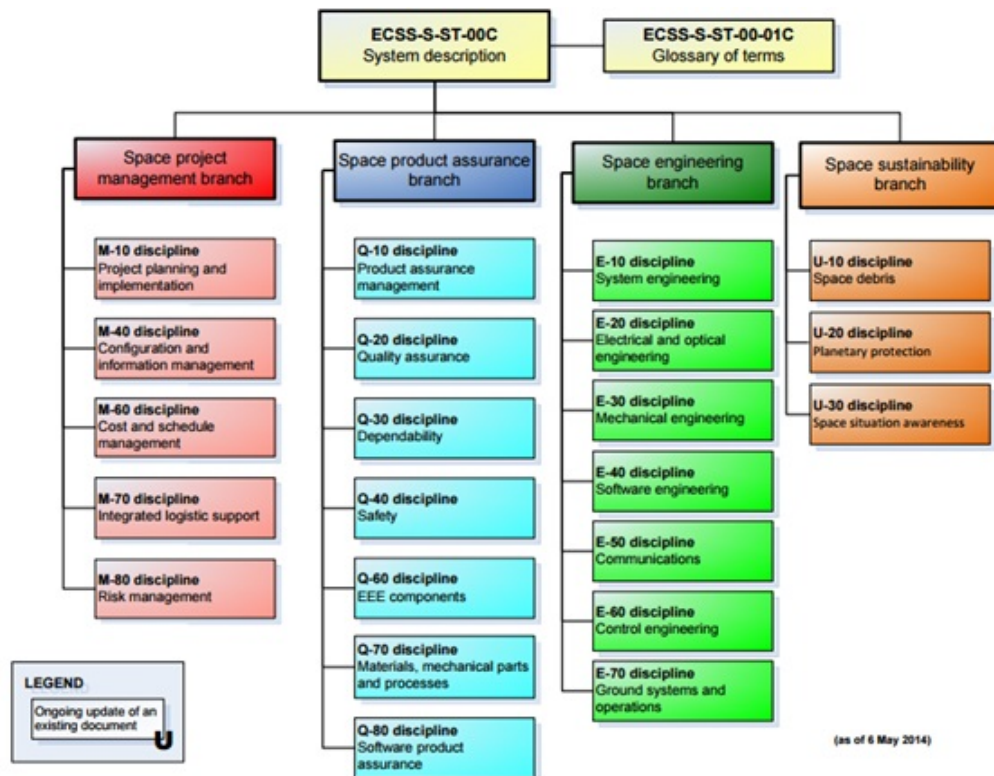 ECSS-S-ST-00C
System description
ECSS-S-ST-00-01C
Glossary of terms
Space project
management branch
M-10 discipline
Project planning and
implementation
M-40 discipline
Configuration and
information management
M-60 discipline
Cost and schedule
management
M-70 discipline
Integrated logistic support
M-80 discipline
Risk management
Space product assurance
branch
Q-10 discipline
Product assurance
management
Q-20 discipline
Quality assurance
Q-30 discipline
Dependability
Q-40 discipline
Safety
Q-60 discipline
EEE components
Q-70 discipline
Materials, mechanical parts
and processes
Q-80 discipline
Software product
assurance
Space engineering
branch
E-10 discipline
System engineering
E-20 discipline
Electrical and optical
engineering
E-30 discipline
Mechanical engineering
E-40 discipline
Software engineering
E-50 discipline
Communications
E-60 discipline
Control engineering
E-70 discipline
Ground systems and
operations
Space sustainability
branch
U-10 discipline
Space debris
U-20 discipline
Planetary protection
U-30 discipline
Space situation awareness
LEGEND
Ongoing update of an
existing document
U
(as of 6 May 2014)